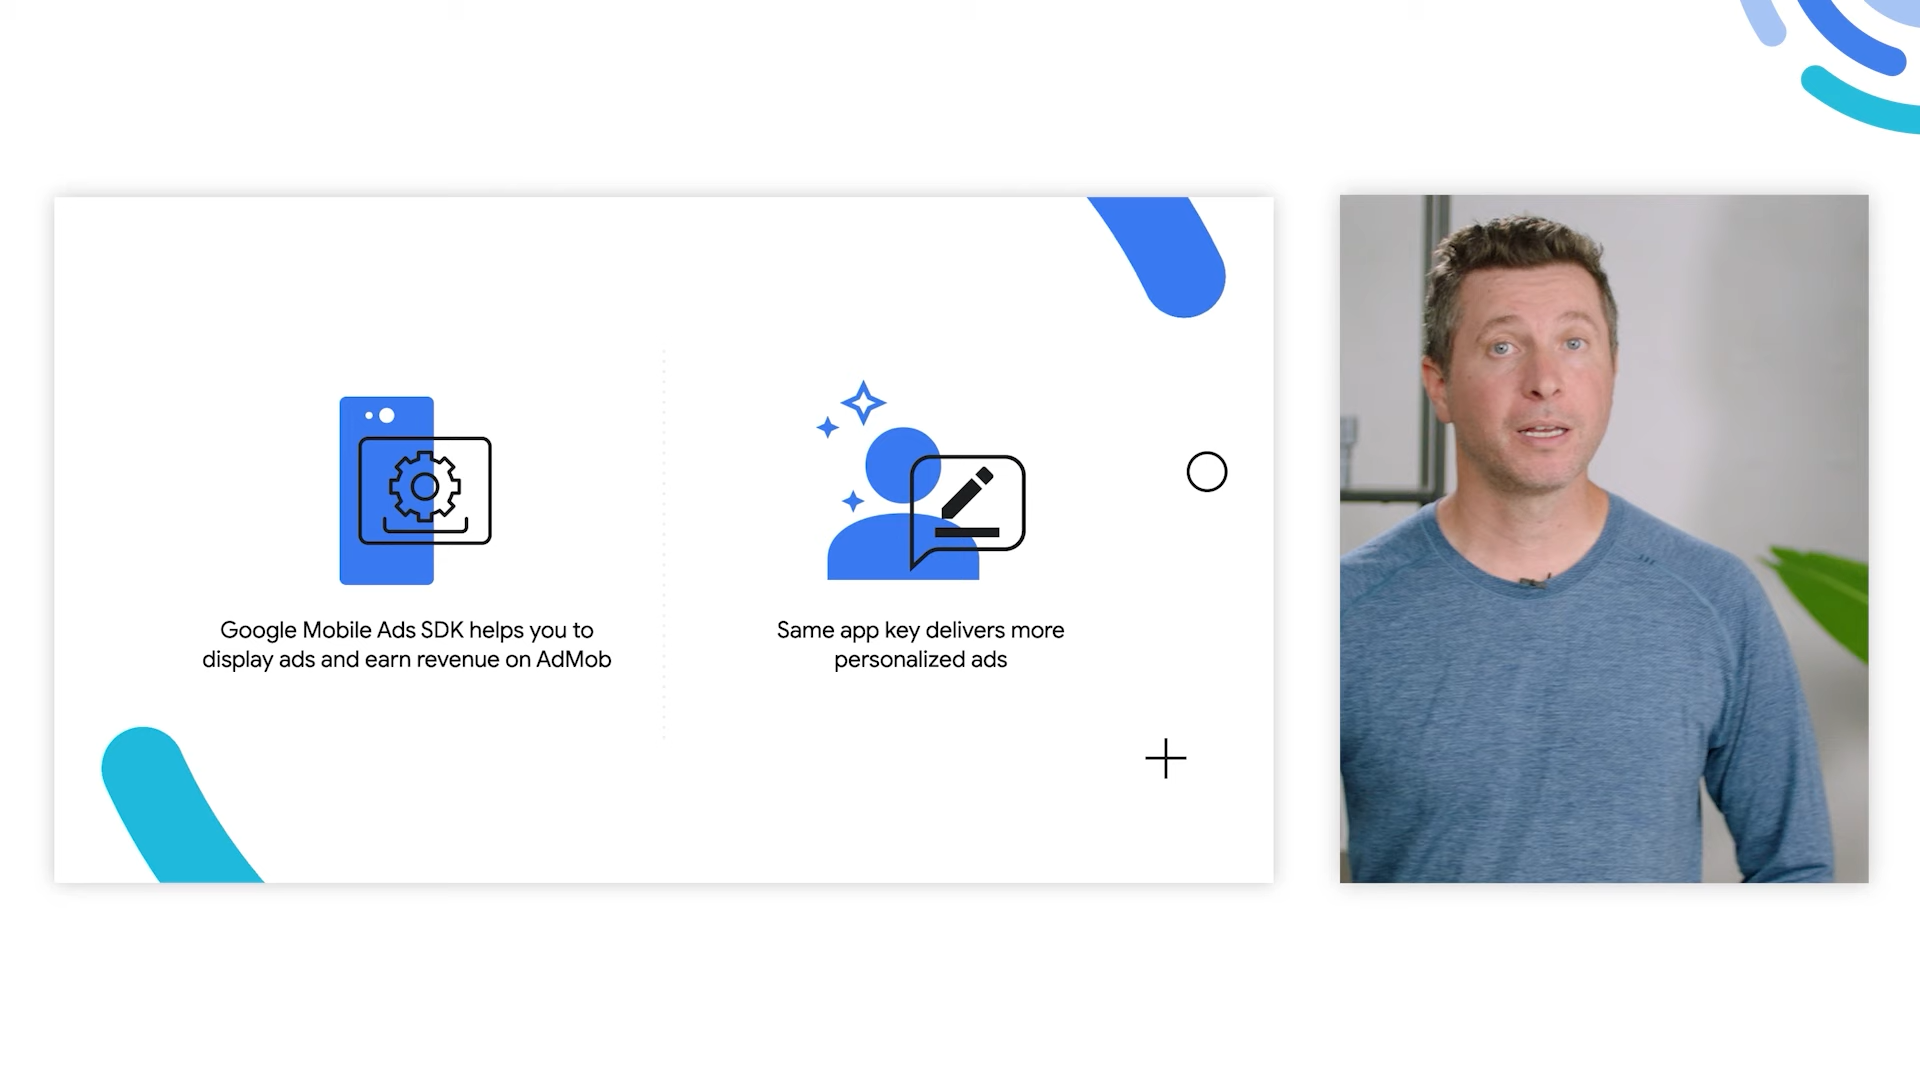 Google Mobile Ads SDK helps you to
display ads and earn revenue on AdMob
Same app key delivers more
personalized ads